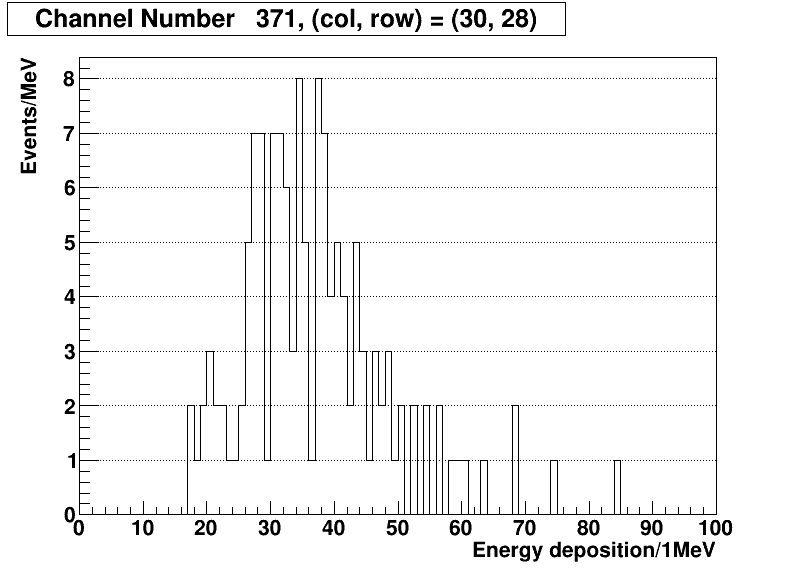 Channel Number 371, (col, row) = (30, 28)
Events/MeV
8
7
6
5
4
3
2
1
0
0 10 20 30 40 50 60 70 80 90 100
Energy deposition/1MeV